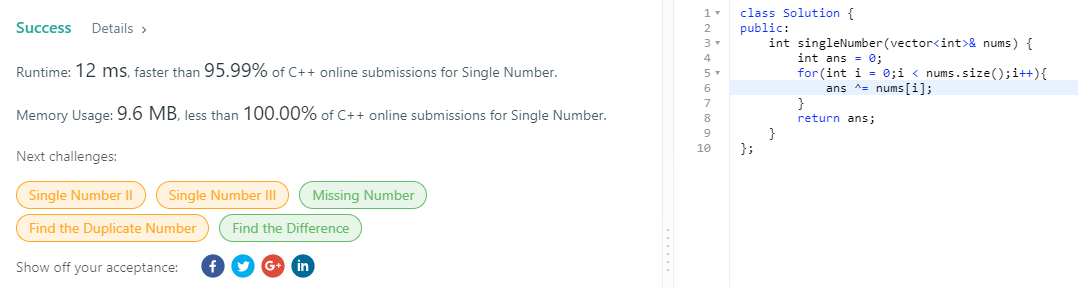 Success Details ›
Runtime: 12 ms, faster than 95.99% of C++ online submissions for Single Number.
Memory Usage: 9.6 MB, less than 100.00% of C++ online submissions for Single Number.
Next challenges:
Single Number II Single Number III Missing Number
Find the Duplicate Number Find the Difference
Show off your acceptance: f G+ in
1 class Solution {
2 public:
3 int singleNumber(vector<int>& nums) {
4 int ans = 0;
5 for(int i = 0;i < nums.size();i++){
6 ans ^= nums[i];
7 }
8 return ans;
9 }
10 };